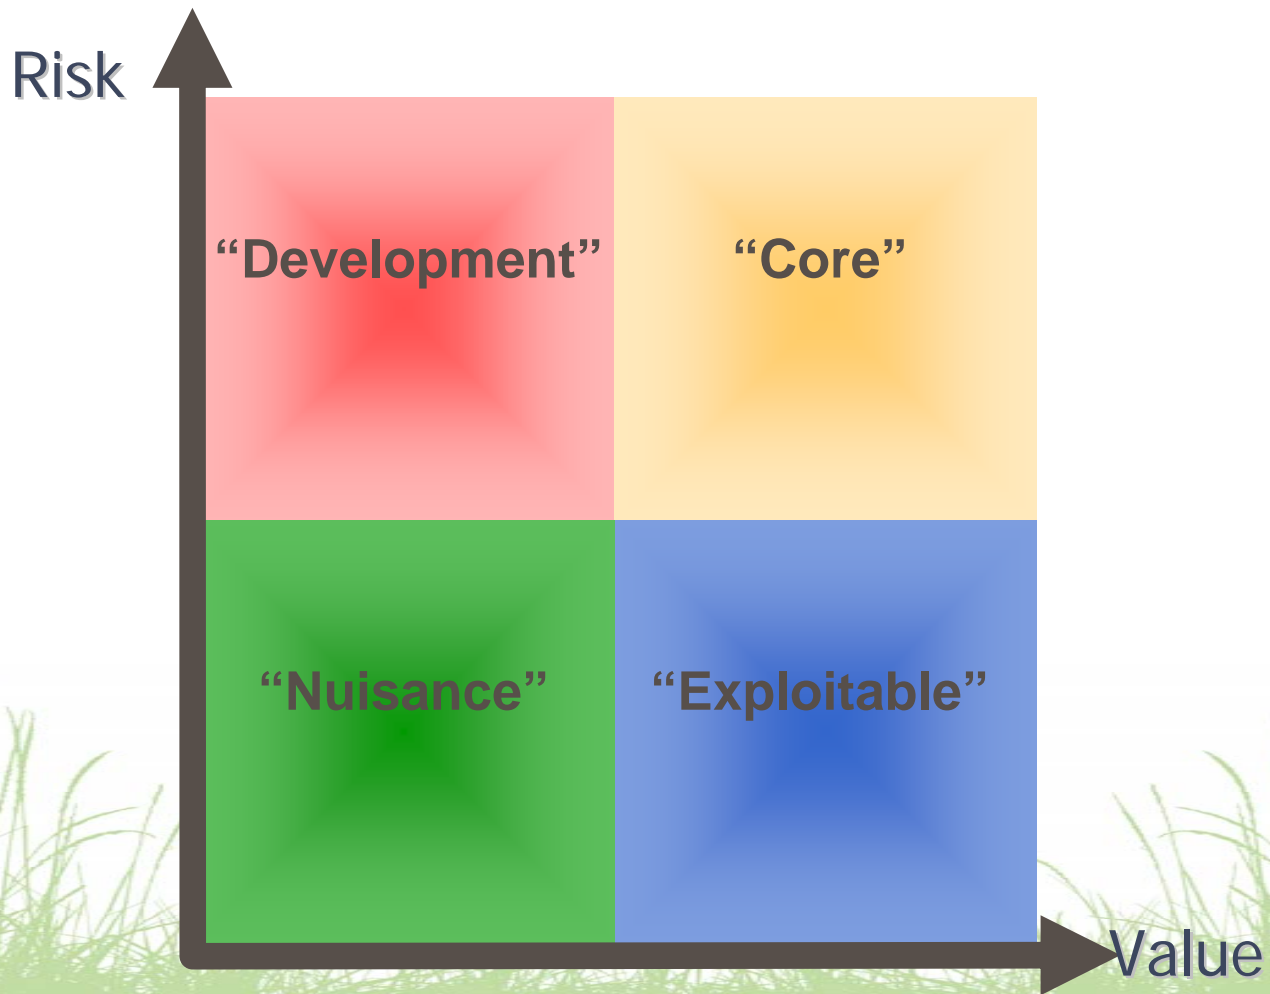 Risk
“Development”
“Core”
“Nuisance”
“Exploitable”
Value